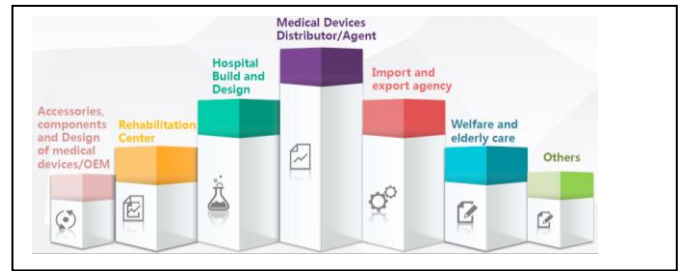 Medical Devices
Distributor/Agent
Hospital
Build and
Design
Import and
export agency
Accessories,
components
and Design
of medical
devices/OEM
Rehabilitation
Center
Welfare and
elderly care
Others